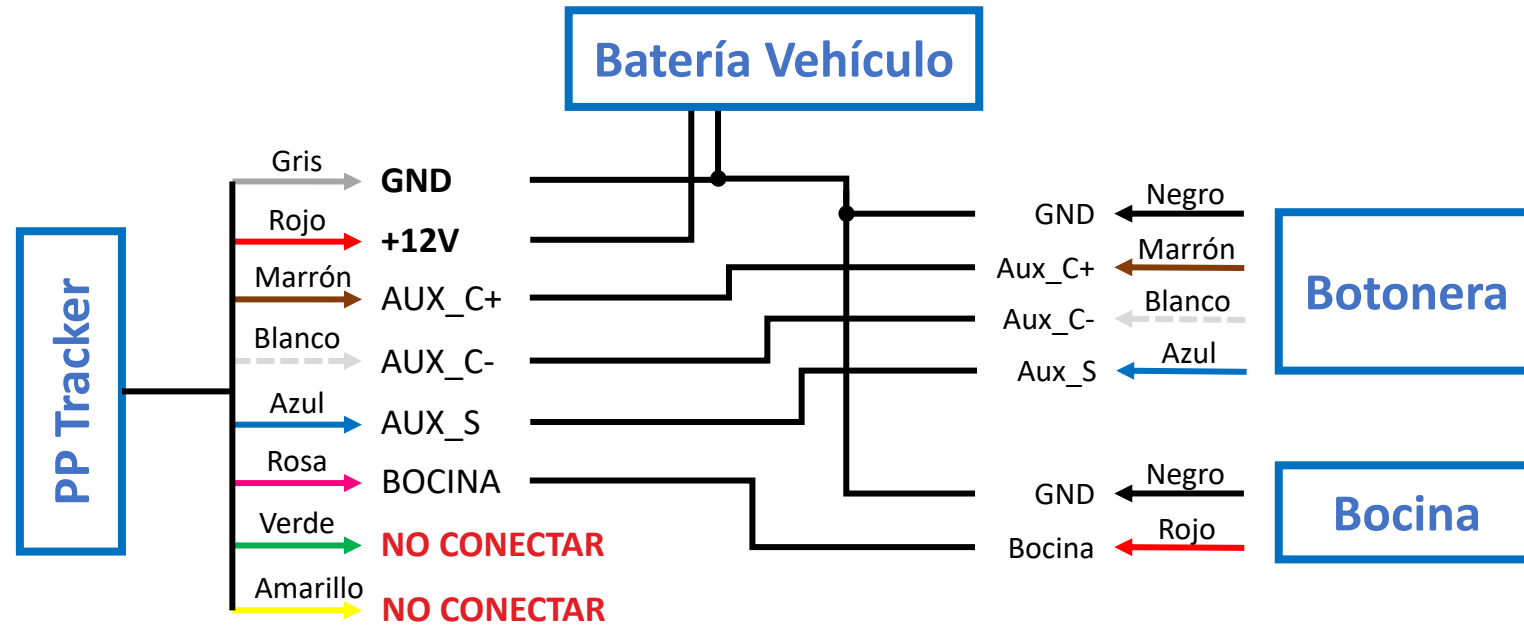 Batería Vehículo
PP Tracker
Gris
GND
Rojo
+12V
Marrón
AUX_C+
Blanco
AUX_C-
Azul
AUX_S
Rosa
BOCINA
Verde
NO CONECTAR
Amarillo
NO CONECTAR
GND
Negro
Aux_C+
Marrón
Aux_C-
Blanco
Aux_S
Azul
Botonera
GND
Negro
Bocina
Rojo
Bocina